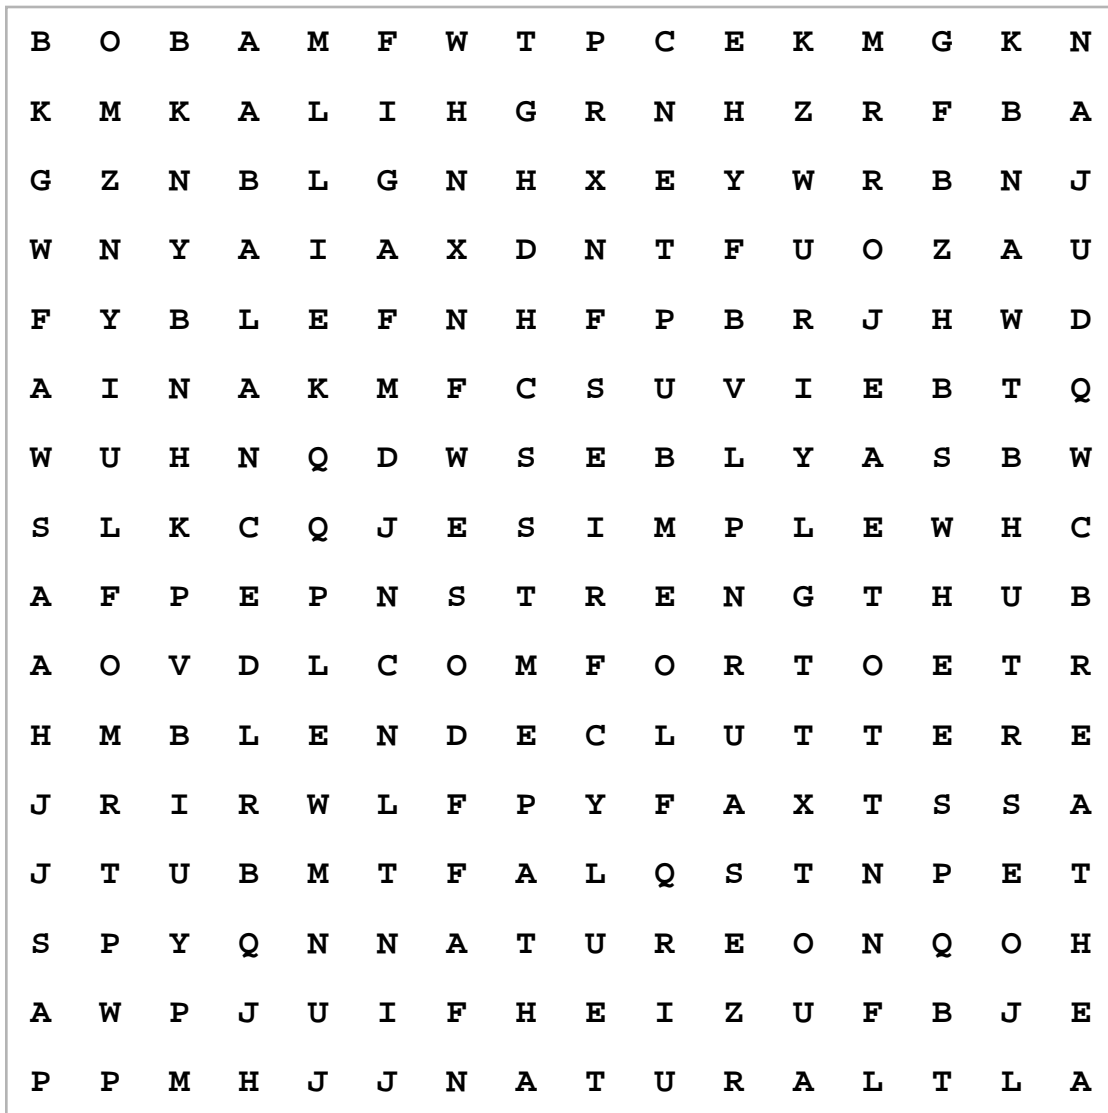 B O B A M F W T P C E K M G K N
K M K A L I H G R N H Z R F B A
G Z N B L G N H X E Y W R B N J
W N Y A I A X D N T F U O Z A U
F Y B L E F N H F P B R J H W D
A I N A K M F C S U V I E B T Q
W U H N Q D W S E B L Y A S B W
S L K C Q J E S I M P L E W H C
A F P E P N S T R E N G T H U B
A O V D L C O M F O R T O E T R
H M B L E N D E C L U T T E R E
J R I R W L F P Y F A X T S S A
J T U B M T F A L Q S T N P E T
S P Y Q N N A T U R E O N Q O H
A W P J U I F H E I Z U F B J E
P P M H J J N A T U R A L T L A